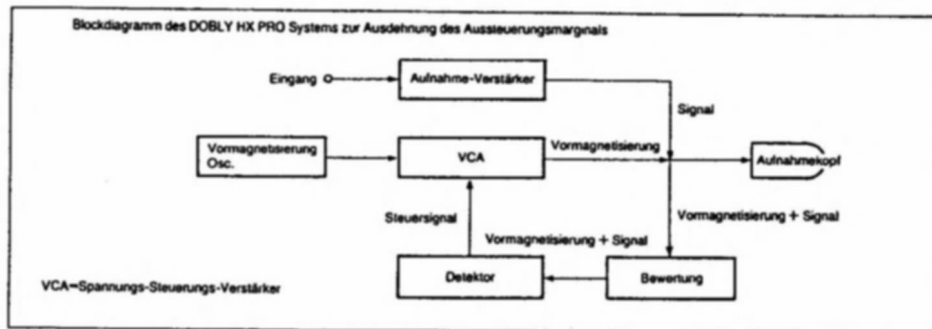 Blockdiagramm des DOBLY HX PRO Systems zur Ausdehnung des Aussteuerungsmarginals
Eingang
Aufnahme-Verstärker
Signal
Vormagnetisierung
Osc.
VCA
Vormagnetisierung
Aufnahmekopf
Steuersignal
Vormagnetisierung + Signal
Vormagnetisierung + Signal
Detektor
Bewertung
VCA=Spannungs-Steuerungs-Verstärker